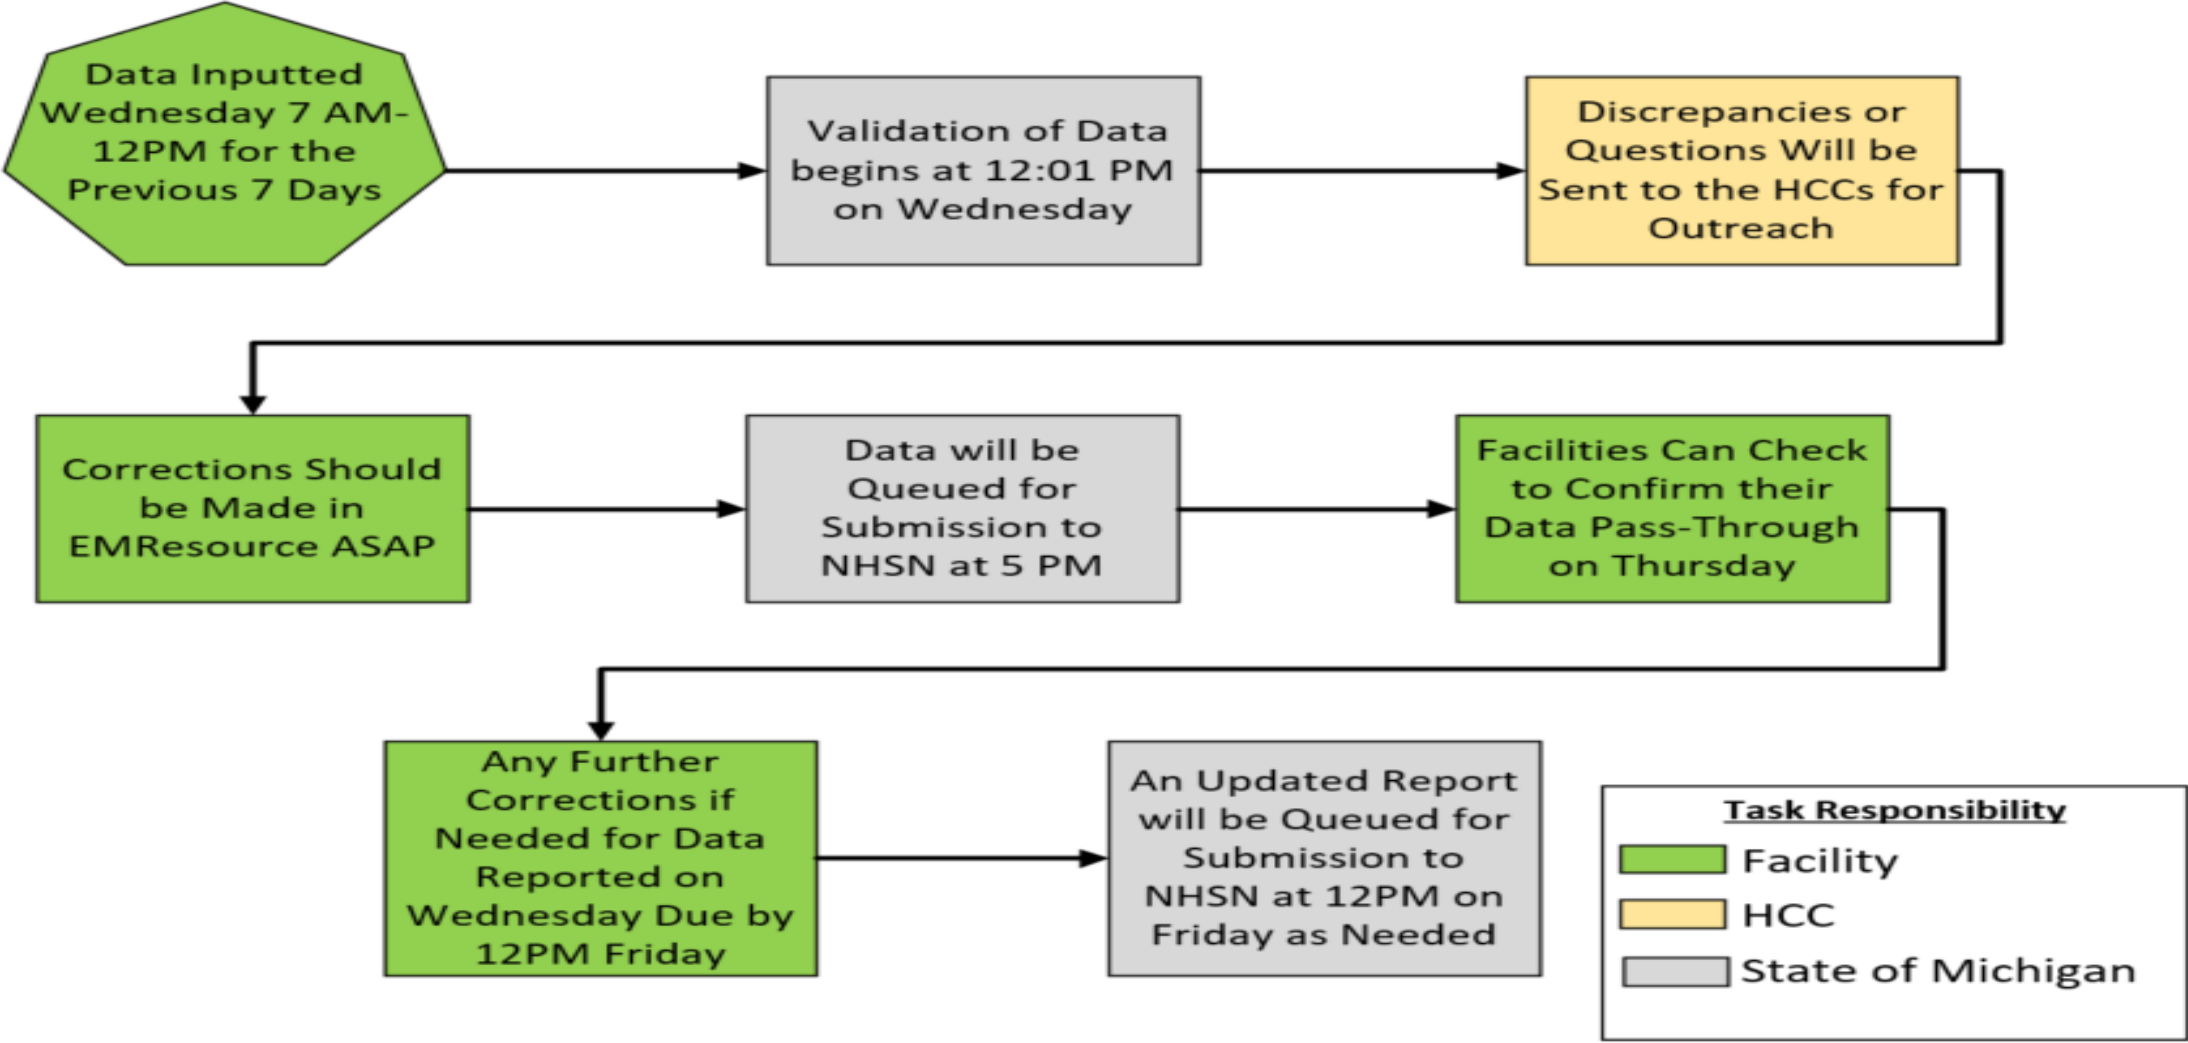 Data Inputted
Wednesday 7 AM-
12PM for the
Previous 7 Days
Validation of Data
begins at 12:01 PM
on Wednesday
Discrepancies or
Questions Will be
Sent to the HCCs for
Outreach
Corrections Should
be Made in
EMResource ASAP
Data will be
Queued for
Submission to
NHSN at 5 PM
Facilities Can Check
to Confirm their
Data Pass-Through
on Thursday
Any Further
Corrections if
Needed for Data
Reported on
Wednesday Due by
12PM Friday
An Updated Report
will be Queued for
Submission to
NHSN at 12PM on
Friday as Needed
Task Responsibility
Facility
HCC
State of Michigan